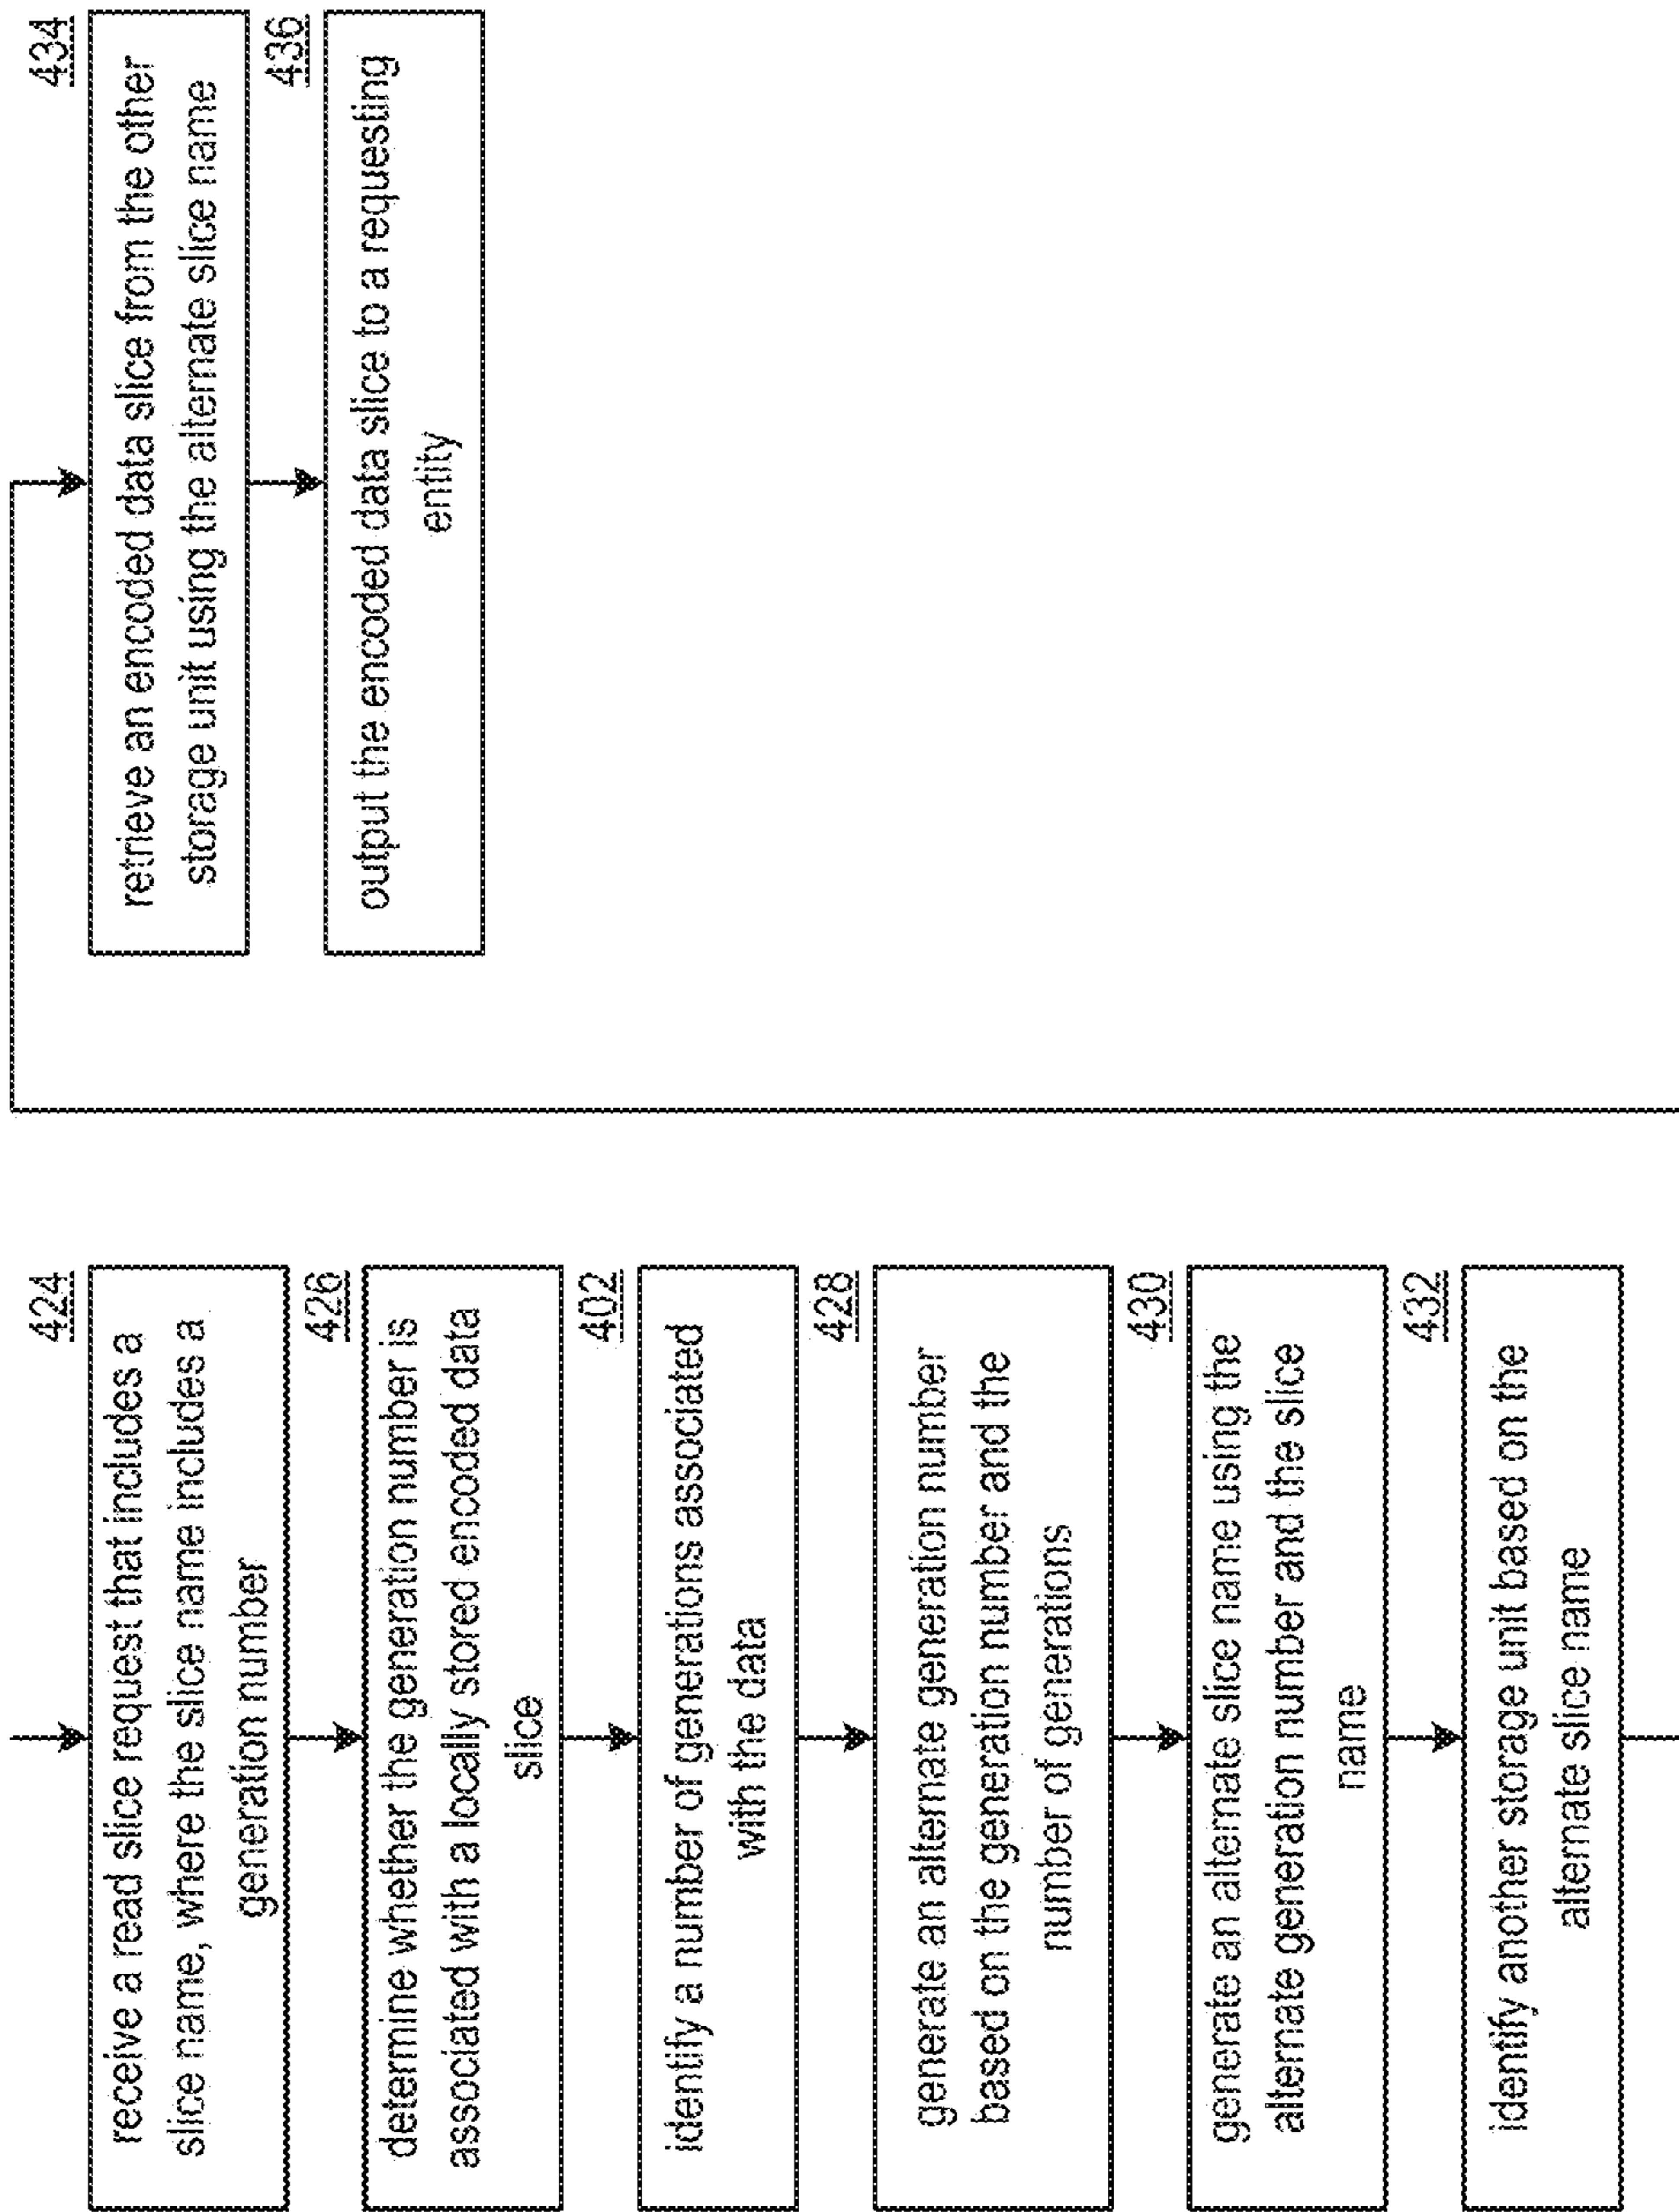 424
receive a read slice request that includes a
slice name, where the slice name includes a
generation number
426
determine whether the generation number is
associated with a locally stored encoded data
slice
402
identify a number of generations associated
with the data
428
generate an alternate generation number
based on the generation number and the
number of generations
430
generate an alternate slice name using the
alternate generation number and the slice
name
432
identify another storage unit based on the
alternate slice name
434
retrieve an encoded data slice from the other
storage unit using the alternate slice name
436
output the encoded data slice to a requesting
entity